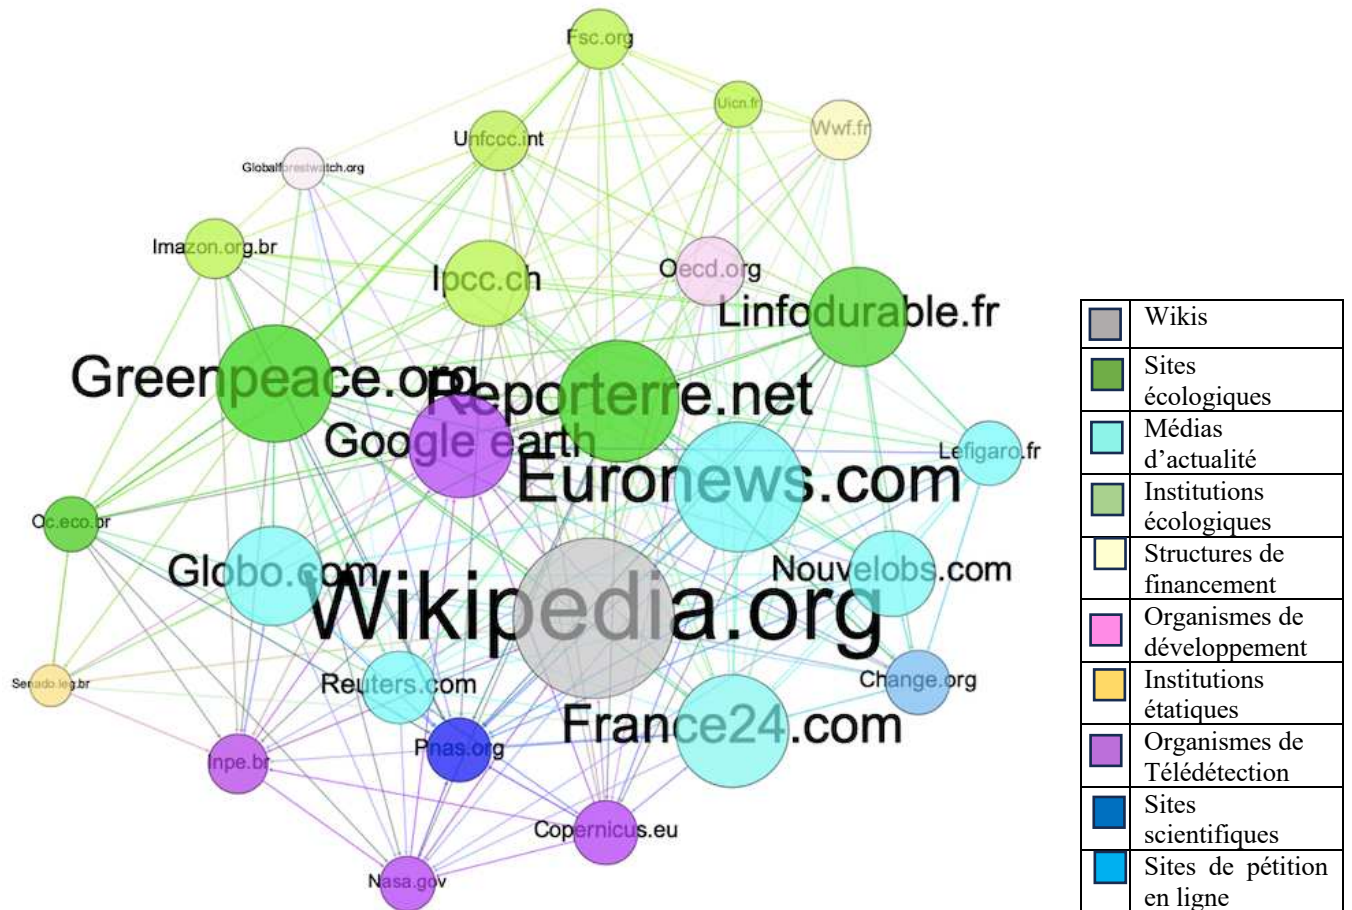 Fsc.org
Uicn.fr
Wwf.fr
Unfccc.int
Globalforestwatch.org
Imazon.org.br
Ipcc.ch
Oecd.org
Linfodurable.fr
Greenpeace.org
Reporterre.net
Google earth
Lefigaro.fr
Euronews.com
Oc.eco.br
Globo.com
Nouvelobs.com
Wikipedia.org
Senado.leg.br
Reuters.com
Change.org
France24.com
Pnas.org
Inpe.br
Copernicus.eu
Nasa.gov
Wikis
Sites
écologiques
Médias
d’actualité
Institutions
écologiques
Structures de
financement
Organismes de
développement
Institutions
étatiques
Organismes de
Télédétection
Sites
scientifiques
Sites de pétition
en ligne